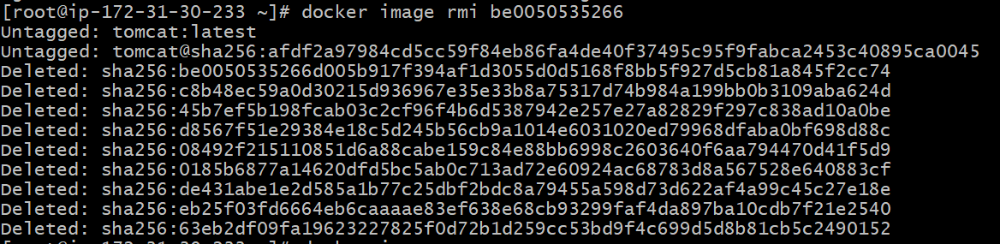 [root@ip-172-31-30-233 ~]# docker image rmi be0050535266
Untagged: tomcat:latest
Untagged: tomcat@sha256:afdf2a97984cd5cc59f84eb86fa4de40f37495c95f9fabca2453c40895ca0045
Deleted: sha256:be0050535266d005b917f394af1d3055d0d5168f8bb5f927d5cb81a845f2cc74
Deleted: sha256:c8b48ec59a0d30215d936967e35e33b8a75317d74b984a199bb0b3109aba624d
Deleted: sha256:45b7ef5b198fcab03c2cf96f4b6d5387942e257e27a82829f297c838ad10a0be
Deleted: sha256:d8567f51e29384e18c5d245b56cb9a1014e6031020ed79968dfaba0bf698d88c
Deleted: sha256:08492f215110851d6a88cabe159c84e88bb6998c2603640f6aa794470d41f5d9
Deleted: sha256:0185b6877a14620dfd5bc5ab0c713ad72e60924ac68783d8a567528e640883cf
Deleted: sha256:de431abe1e2d585a1b77c25dbf2bdc8a79455a598d73d622af4a99c45c27e18e
Deleted: sha256:eb25f03fd6664eb6caaaae83ef638e68cb93299faf4da897ba10cdb7f21e2540
Deleted: sha256:63eb2df09fa19623227825f0d72b1d259cc53bd9f4c699d5d8b81cb5c2490152